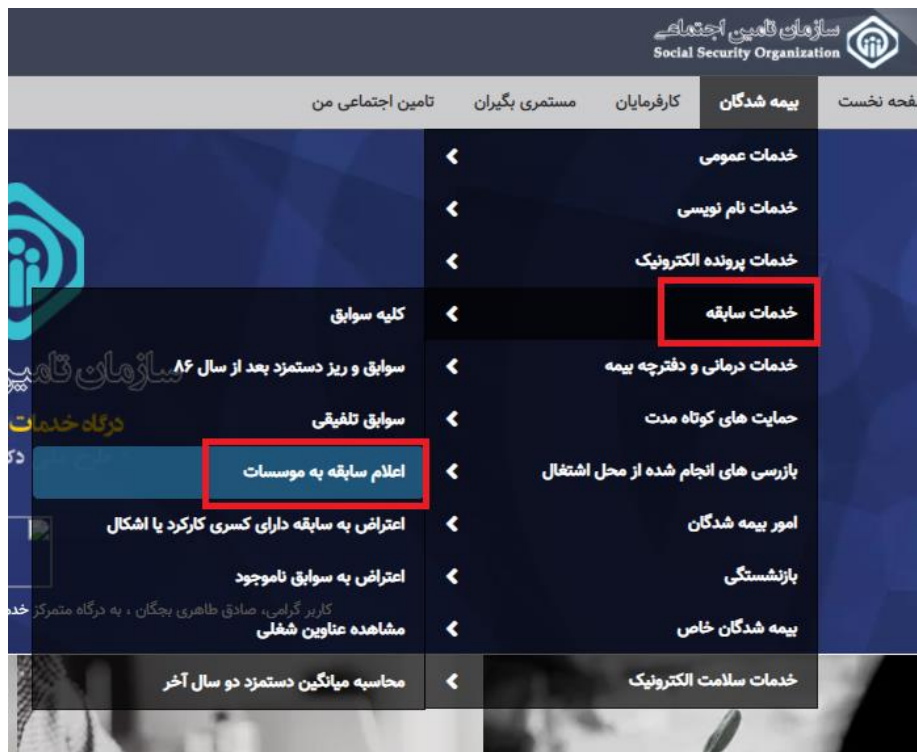 سازمان تامین اجتماعی
Social Security Organization
صفحه نخست
بیمه شدگان
کارفرمایان
مستمری بگیران
تامین اجتماعی من
خدمات عمومی
خدمات نام نویسی
خدمات پرونده الکترونیک
خدمات سابقه
خدمات درمانی و دفترچه بیمه
حمایت های کوتاه مدت
بازرسی های انجام شده از محل اشتغال
امور بیمه شدگان
بازنشستگی
بیمه شدگان خاص
خدمات سلامت الکترونیک
کلیه سوابق
سوابق و ریز دستمزد بعد از سال ۸۶
سوابق تلفیقی
اعلام سابقه به موسسات
اعتراض به سابقه دارای کسری کارکرد یا اشکال
اعتراض به سوابق ناموجود
مشاهده عناوین شغلی
محاسبه میانگین دستمزد دو سال آخر
سازمان تامی
درگاه خدمات
کاربر گرامی، صادق طاهری بجگان ، به درگاه متمرکز خدم